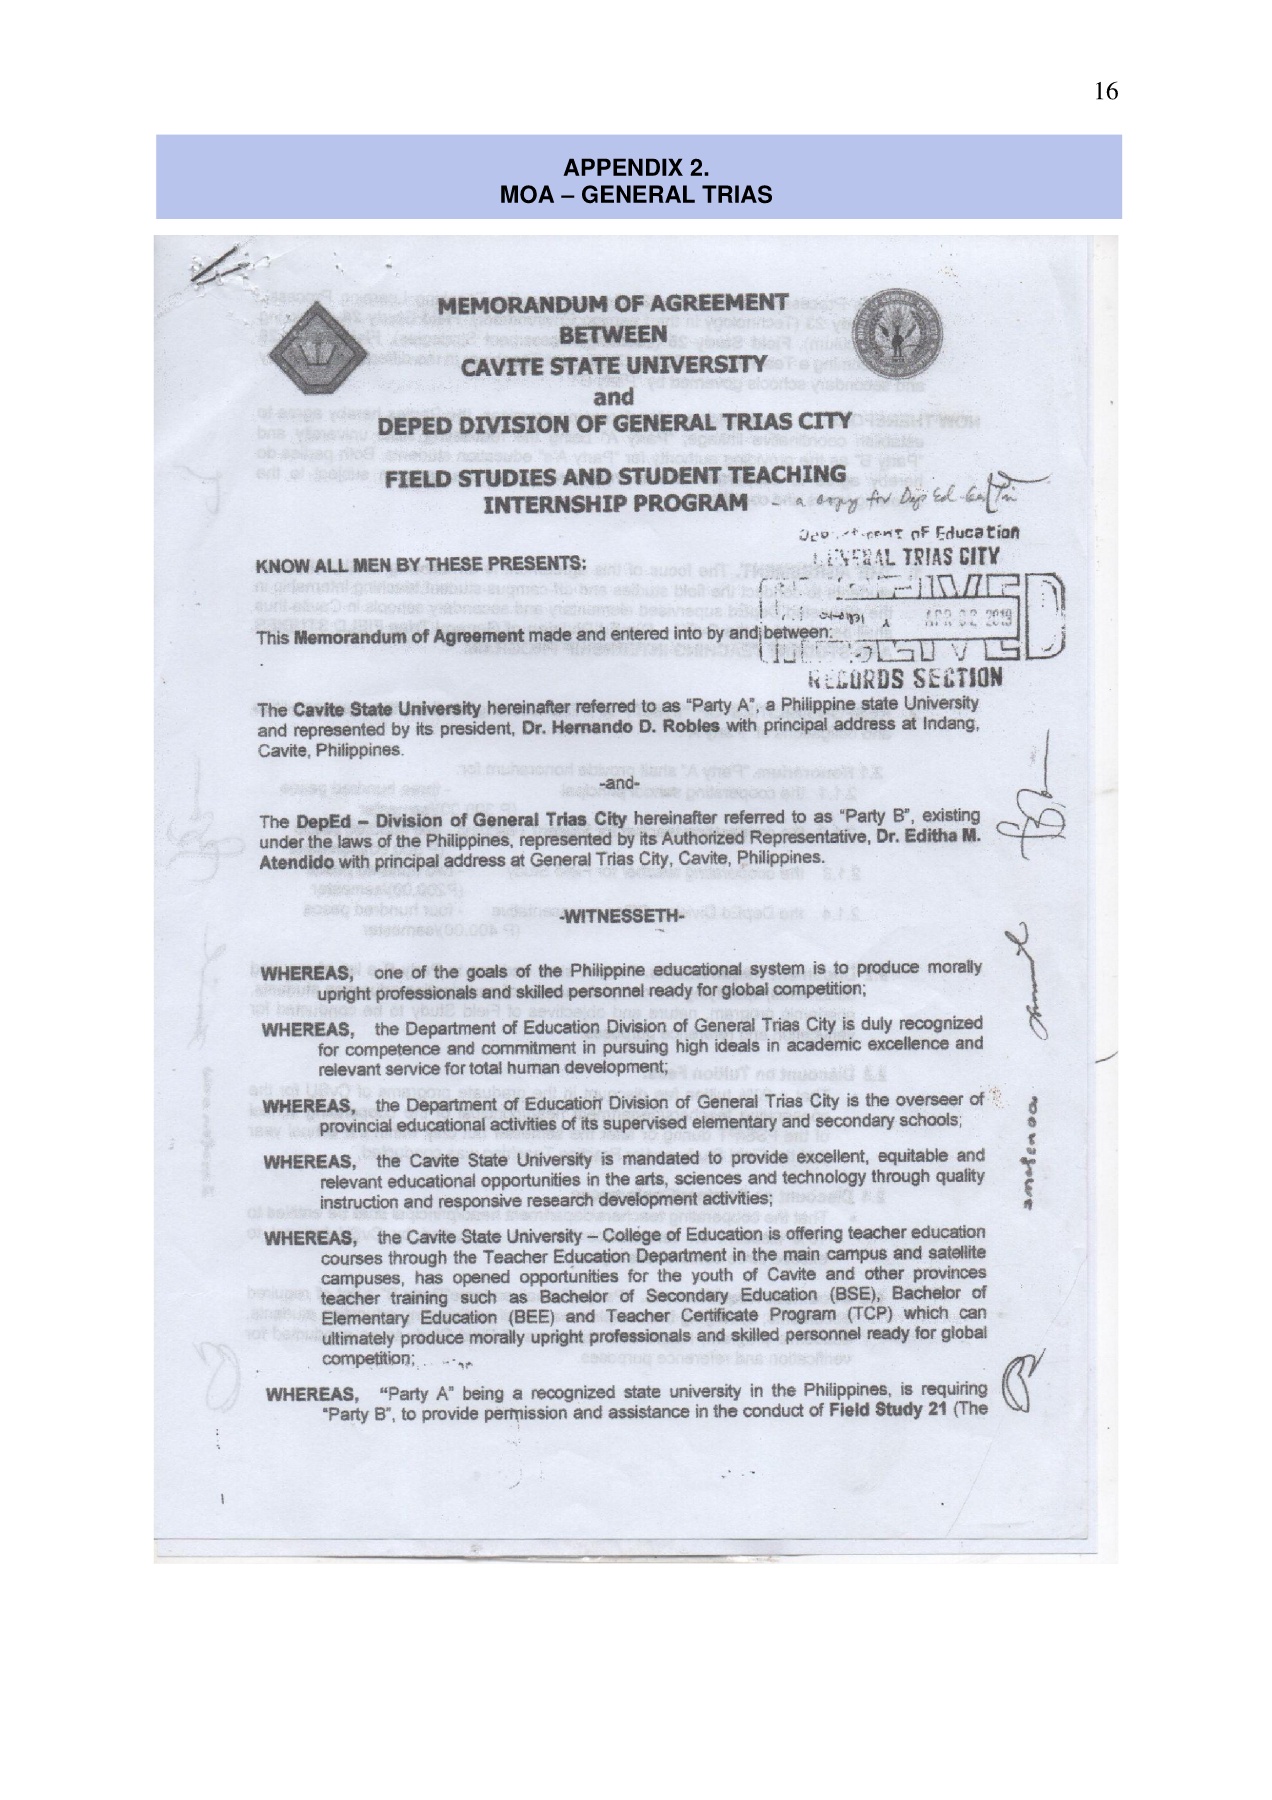 16
APPENDIX 2.
MOA – GENERAL TRIAS
MEMORANDUM OF AGREEMENT
BETWEEN
CAVITE STATE UNIVERSITY
and
DEPED DIVISION OF GENERAL TRIAS CITY
FIELD STUDIES AND STUDENT TEACHING
INTERNSHIP PROGRAM
- a copy for Dep Ed
of Education
GENERAL TRIAS CITY
KNOW ALL MEN BY THESE PRESENTS:
RECEIVED
APR 02 2019
This Memorandum of Agreement made and entered into by and between:
RECORDS SECTION
The Cavite State University hereinafter referred to as “Party A”, a Philippine state University
and represented by its president, Dr. Hernando D. Robles with principal address at Indang,
Cavite, Philippines.
-and-
The DepEd – Division of General Trias City hereinafter referred to as “Party B”, existing
under the laws of the Philippines, represented by its Authorized Representative, Dr. Editha M.
Atendido with principal address at General Trias City, Cavite, Philippines.
-WITNESSETH-
WHEREAS, one of the goals of the Philippine educational system is to produce morally
upright professionals and skilled personnel ready for global competition;
WHEREAS, the Department of Education Division of General Trias City is duly recognized
for competence and commitment in pursuing high ideals in academic excellence and
relevant service for total human development;
WHEREAS, the Department of Education Division of General Trias City is the overseer of
provincial educational activities of its supervised elementary and secondary schools;
WHEREAS, the Cavite State University is mandated to provide excellent, equitable and
relevant educational opportunities in the arts, sciences and technology through quality
instruction and responsive research development activities;
WHEREAS, the Cavite State University – College of Education is offering teacher education
courses through the Teacher Education Department in the main campus and satellite
campuses, has opened opportunities for the youth of Cavite and other provinces
teacher training such as Bachelor of Secondary Education (BSE), Bachelor of
Elementary Education (BEE) and Teacher Certificate Program (TCP) which can
ultimately produce morally upright professionals and skilled personnel ready for global
competition;
WHEREAS, “Party A” being a recognized state university in the Philippines, is requiring
“Party B”, to provide permission and assistance in the conduct of Field Study 21 (The
1